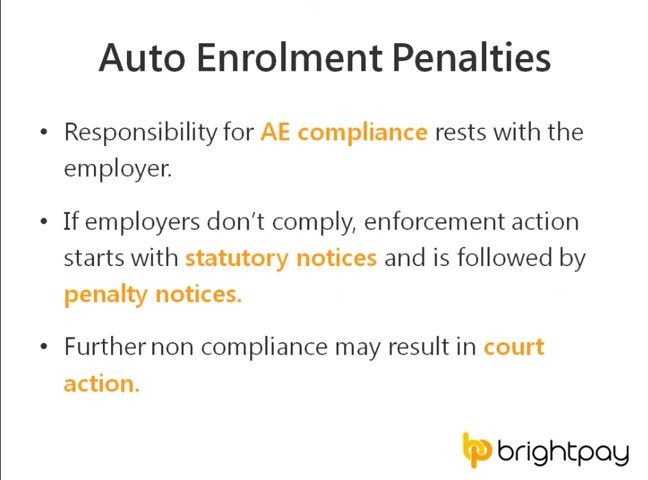 Auto Enrolment Penalties
• Responsibility for AE compliance rests with the
employer.
• If employers don't comply, enforcement action
starts with statutory notices and is followed by
penalty notices.
• Further non compliance may result in court
action.
bp brightpay